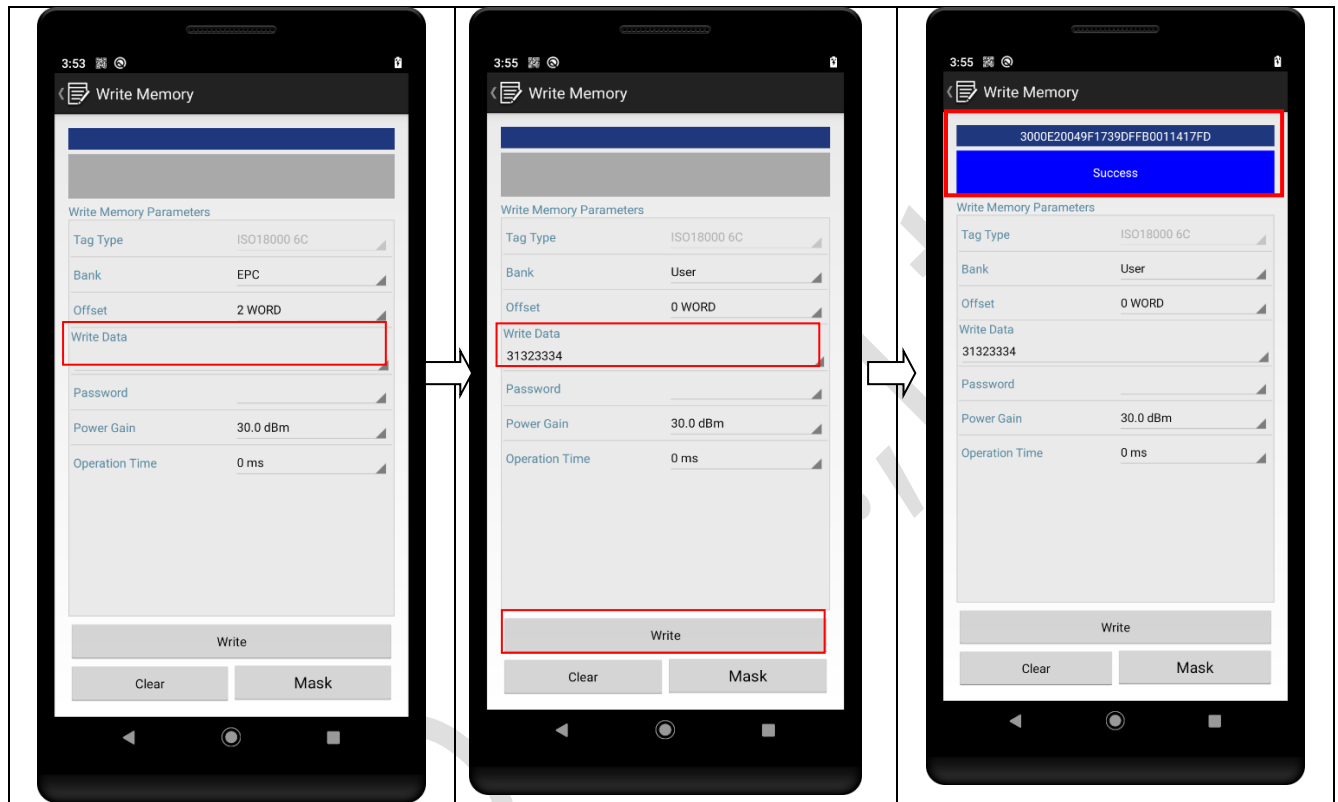 3:53
Write Memory
Write Memory Parameters
Tag Type ISO18000 6C
Bank EPC
Offset 2 WORD
Write Data
Password
Power Gain 30.0 dBm
Operation Time 0 ms
Write
Clear Mask
3:55
Write Memory
Write Memory Parameters
Tag Type ISO18000 6C
Bank User
Offset 0 WORD
Write Data
31323334
Password
Power Gain 30.0 dBm
Operation Time 0 ms
Write
Clear Mask
3:55
Write Memory
3000E20049F1739DFFB0011417FD
Success
Write Memory Parameters
Tag Type ISO18000 6C
Bank User
Offset 0 WORD
Write Data
31323334
Password
Power Gain 30.0 dBm
Operation Time 0 ms
Write
Clear Mask